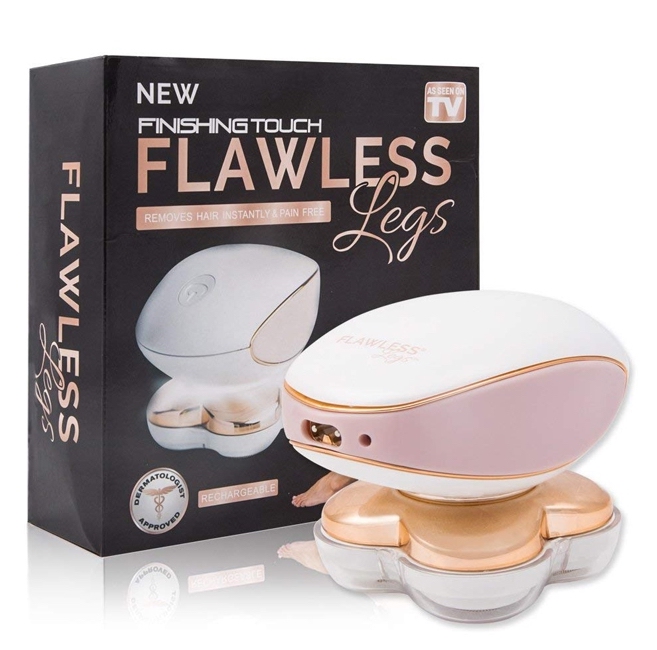 NEW
AS SEEN ON
TV
FINISHING TOUCH
FLAWLESS
Legs
REMOVES HAIR INSTANTLY & PAIN FREE
FLAWLESS
Legs
FLAWLESS
Legs
DERMATOLOGIST
APPROVED
RECHARGEABLE